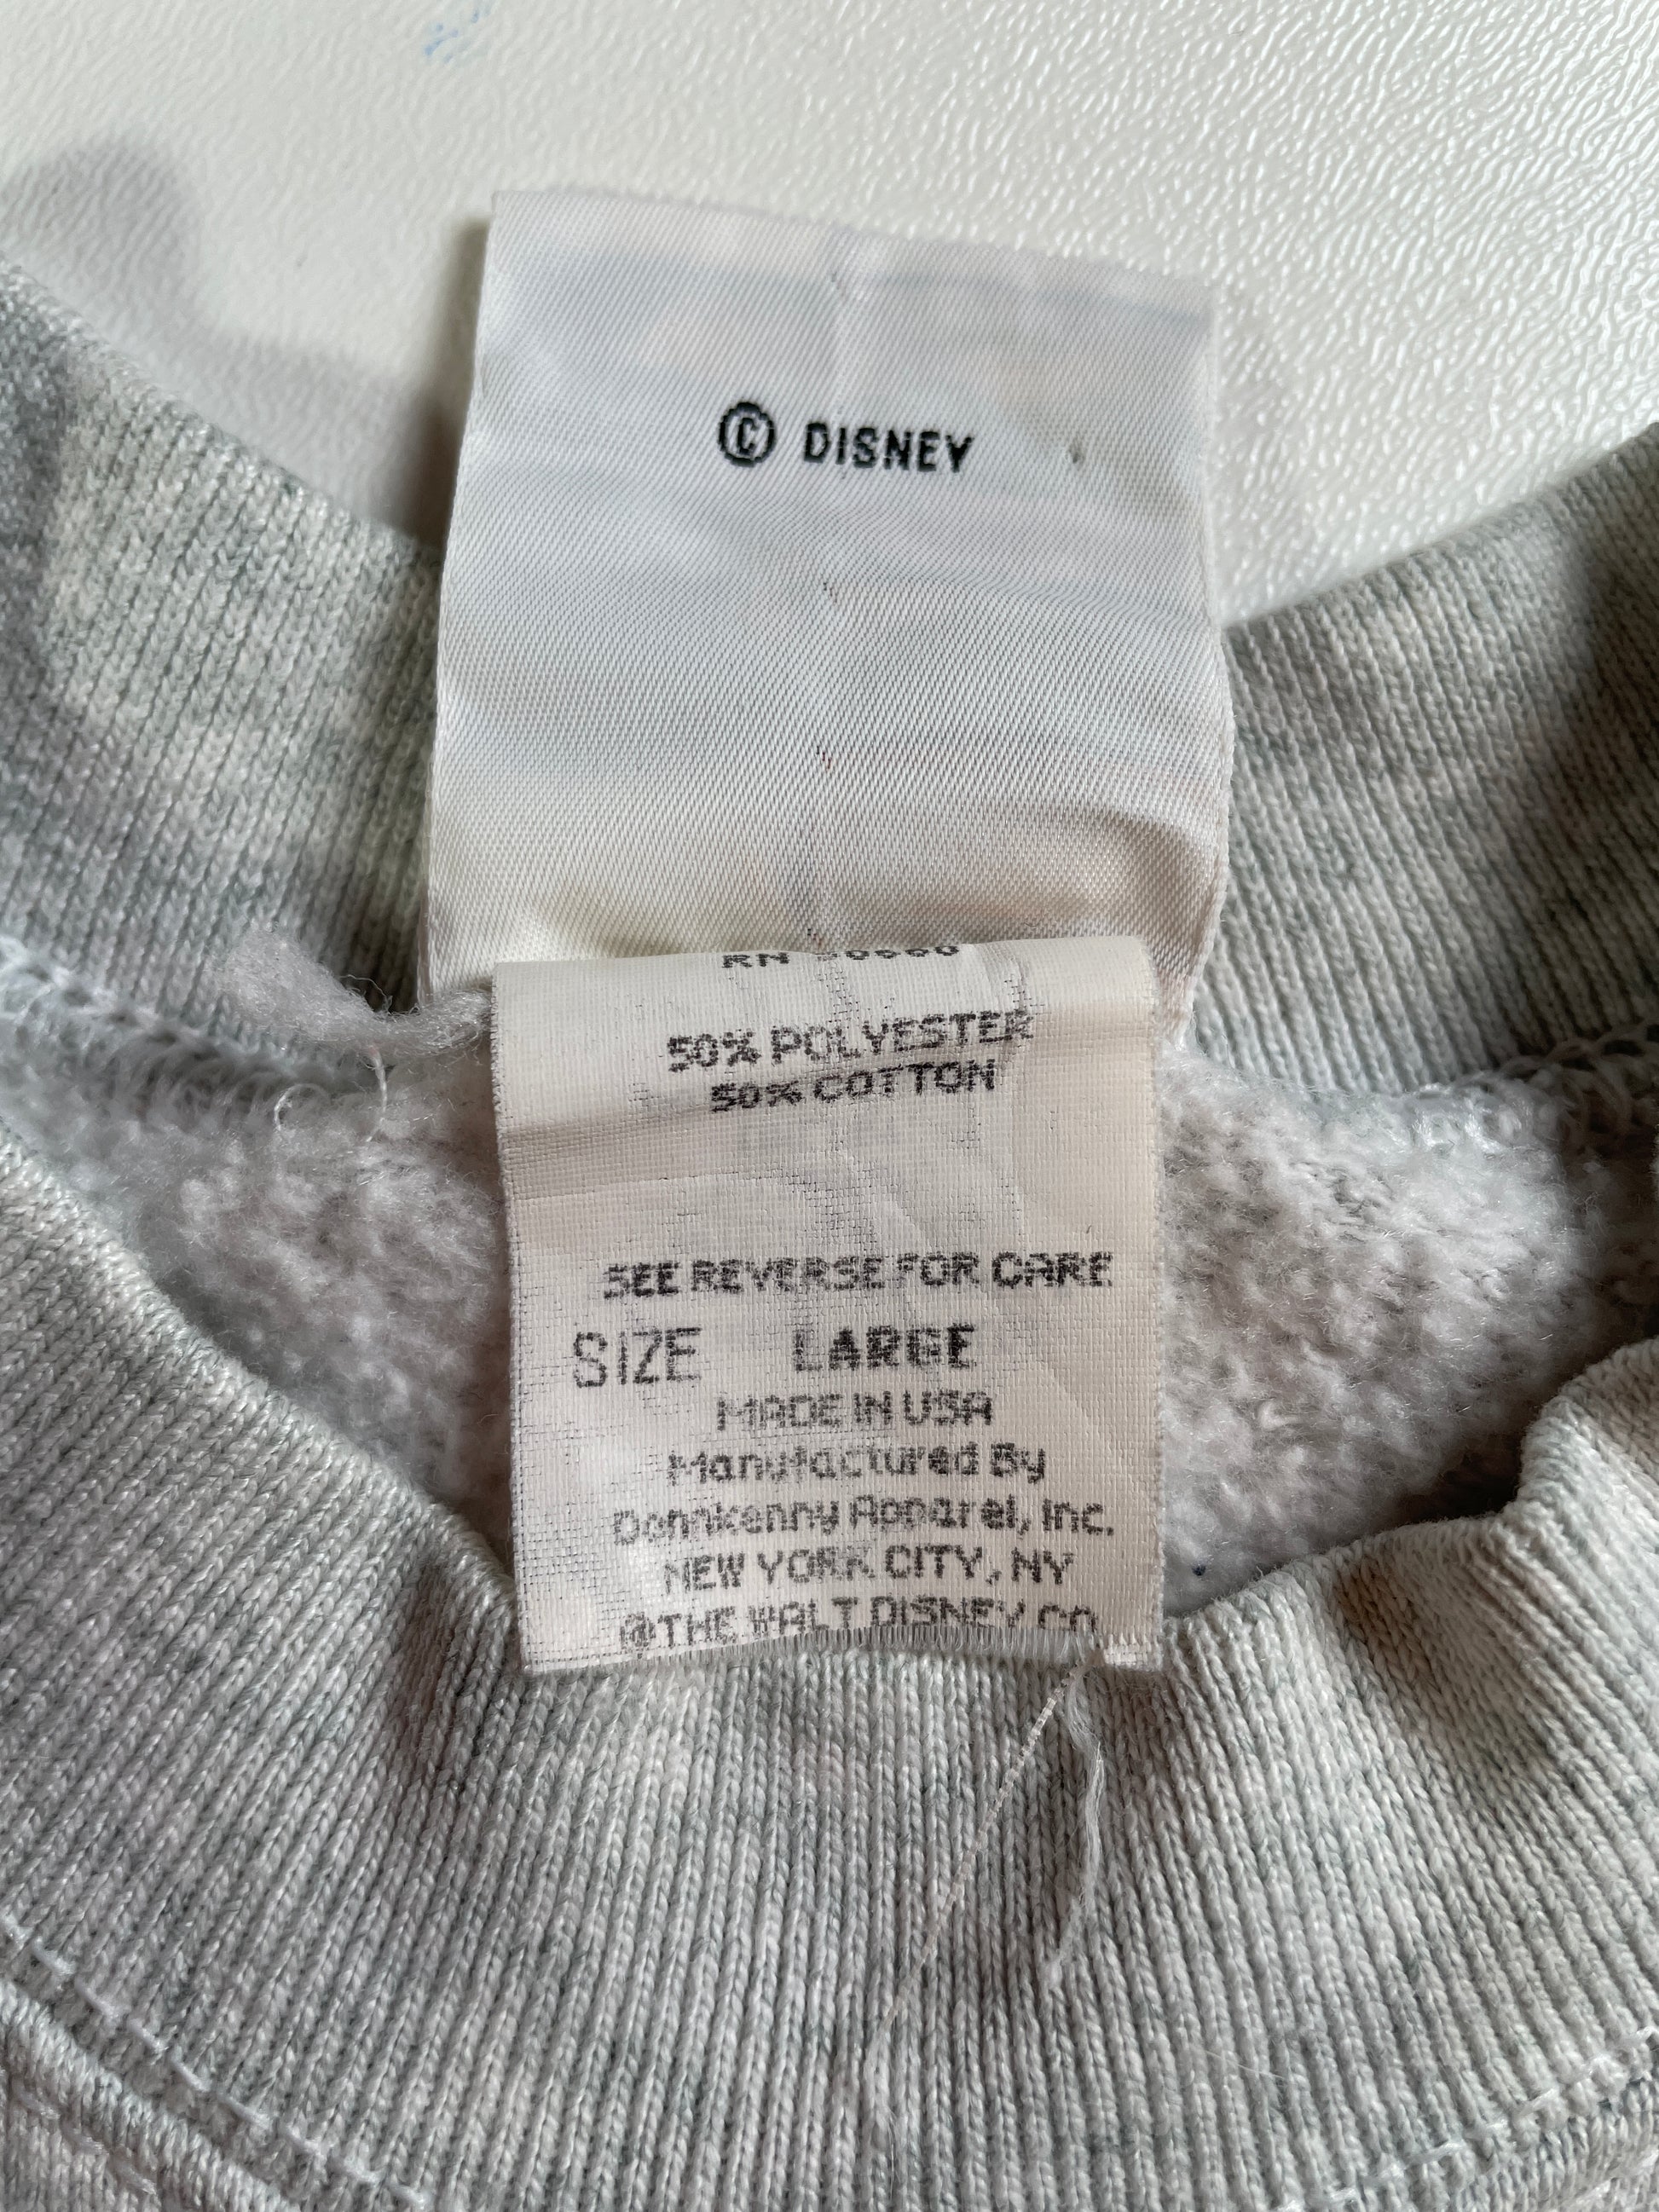 © DISNEY
RN
50% POLYESTER
50% COTTON
SEE REVERSE FOR CARE
SIZE LARGE
MADE IN USA
Manufactured By
Donnkenny Apparel, Inc.
NEW YORK CITY, NY
@THE WALT DISNEY CO